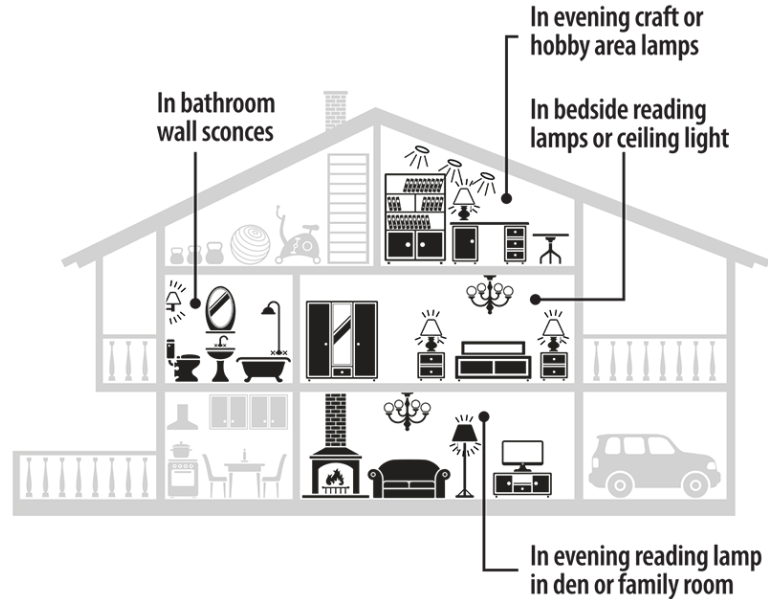 In evening craft or
hobby area lamps
In bathroom
wall sconces
In bedside reading
lamps or ceiling light
In evening reading lamp
in den or family room